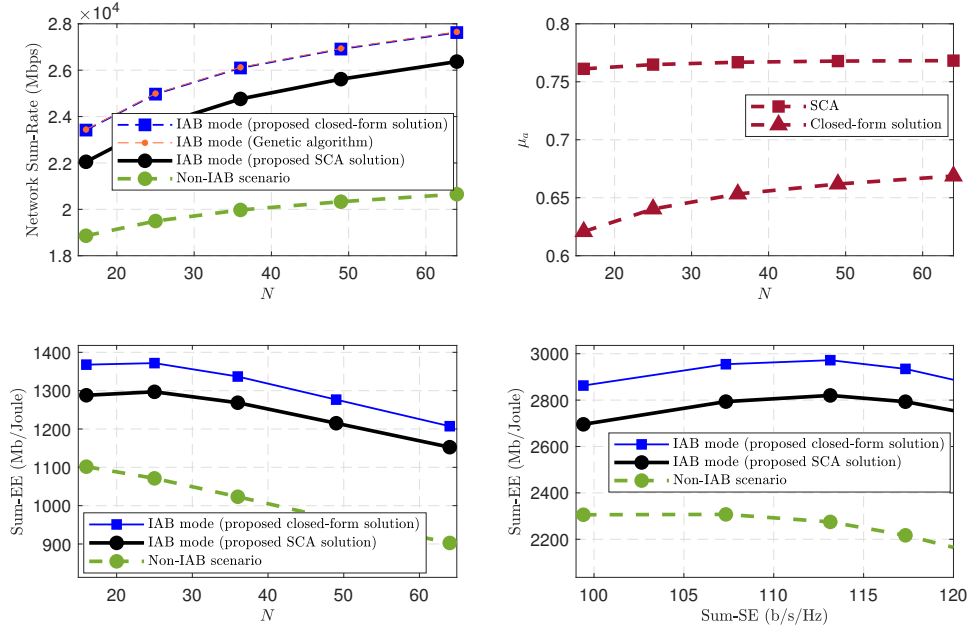 ×10⁴
2.8
2.6
2.4
2.2
2
1.8
Network Sum-Rate (Mbps)
IAB mode (proposed closed-form solution)
IAB mode (Genetic algorithm)
IAB mode (proposed SCA solution)
Non-IAB scenario
20 30 40 50 60
N
0.8
0.75
0.7
0.65
0.6
μₐ
SCA
Closed-form solution
20 30 40 50 60
N
1400
1300
1200
1100
1000
900
Sum-EE (Mb/Joule)
IAB mode (proposed closed-form solution)
IAB mode (proposed SCA solution)
Non-IAB scenario
20 30 40 50 60
N
3000
2800
2600
2400
2200
Sum-EE (Mb/Joule)
IAB mode (proposed closed-form solution)
IAB mode (proposed SCA solution)
Non-IAB scenario
100 105 110 115 120
Sum-SE (b/s/Hz)